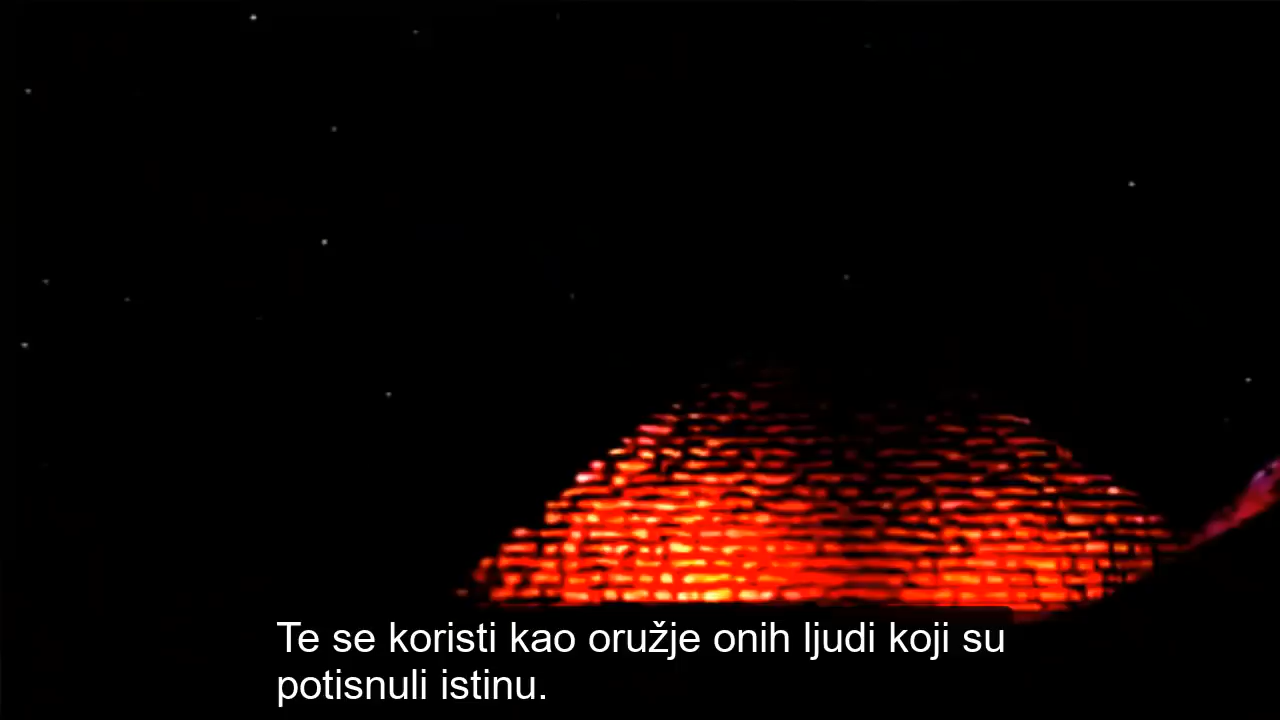 Te se koristi kao oružje onih ljudi koji su
potisnuli istinu.